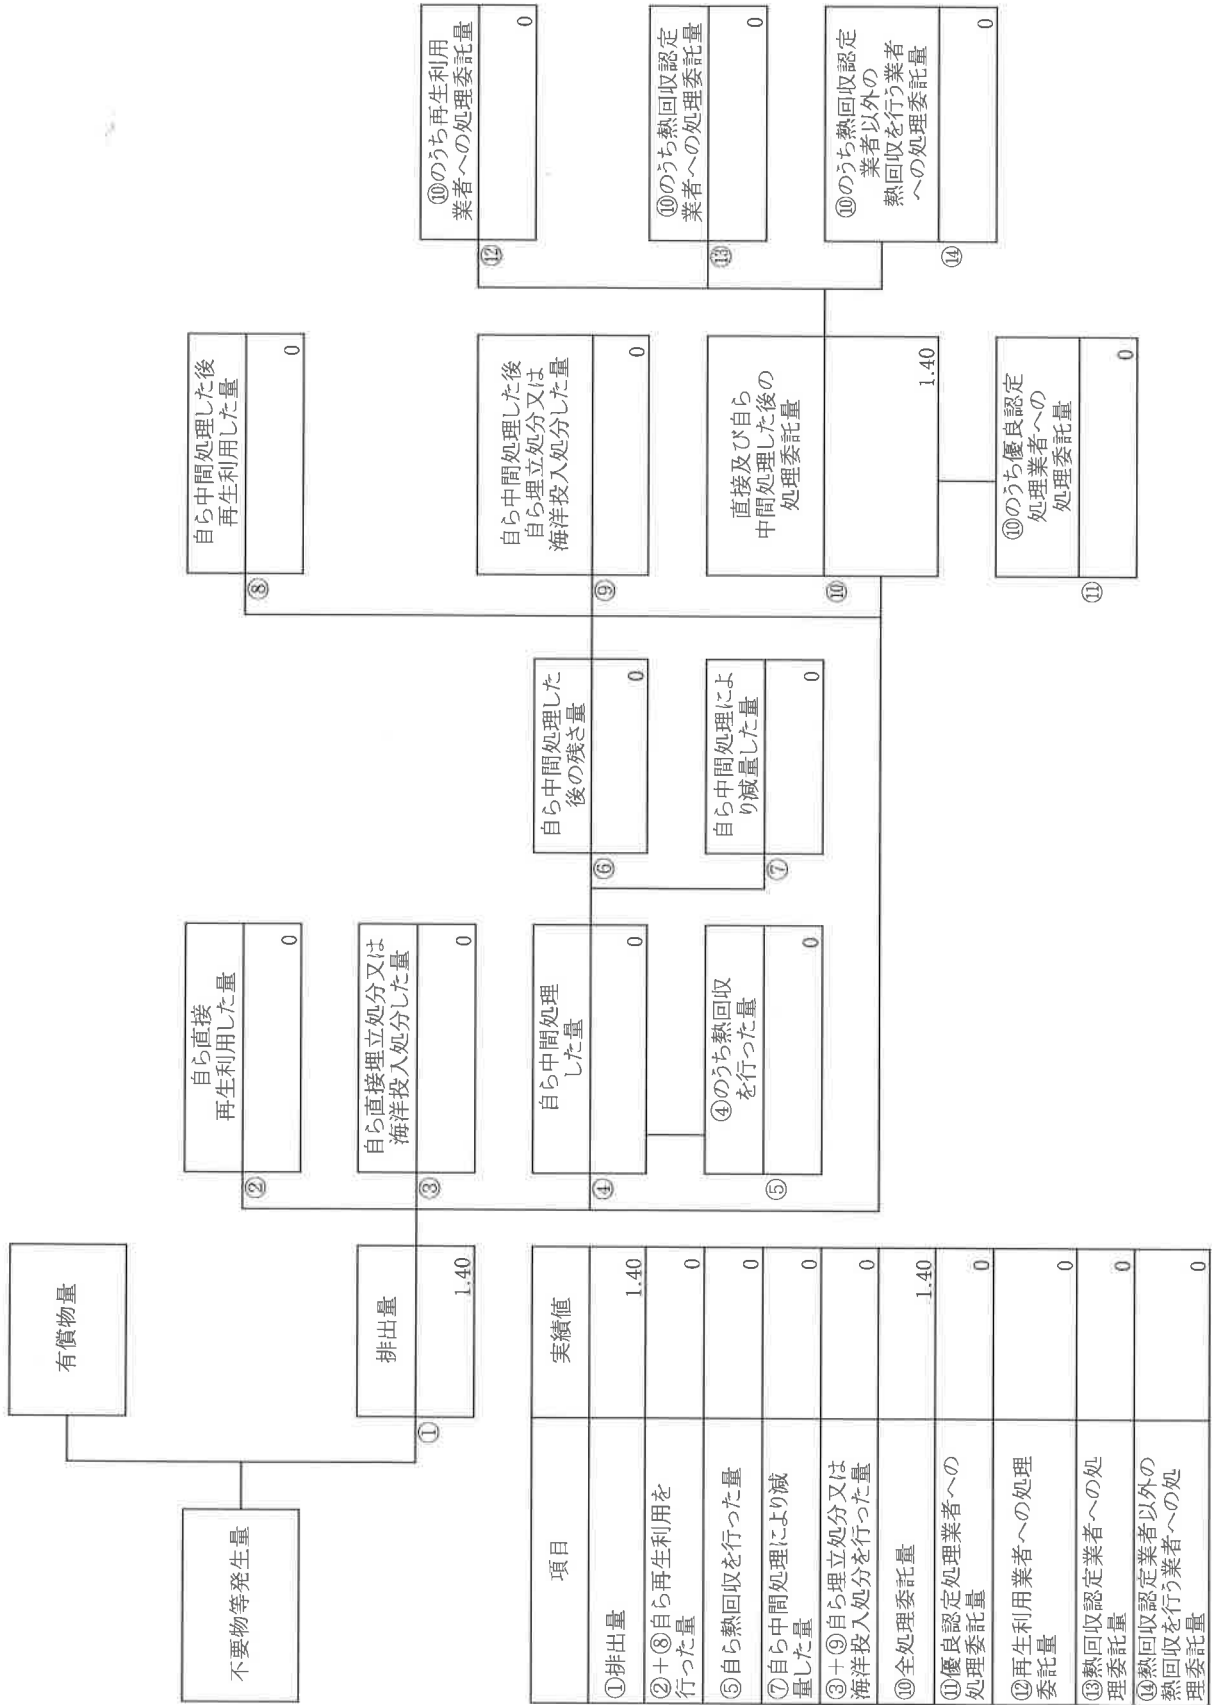 不要物等発生量
有償物量
排出量
①
1.40
自ら直接
再生利用した量
②
0
自ら直接埋立処分又は
海洋投入処分した量
③
0
自ら中間処理
した量
④
0
④のうち熱回収
を行った量
⑤
0
自ら中間処理した
後の残さ量
⑥
0
自ら中間処理によ
り減量した量
⑦
0
自ら中間処理した後
再生利用した量
⑧
0
自ら中間処理した後
自ら埋立処分又は
海洋投入処分した量
⑨
0
直接及び自ら
中間処理した後の
処理委託量
⑩
1.40
⑩のうち優良認定
処理業者への
処理委託量
⑪
0
⑩のうち再生利用
業者への処理委託量
⑫
0
⑩のうち熱回収認定
業者への処理委託量
⑬
0
⑩のうち熱回収認定
業者以外の
熱回収を行う業者
への処理委託量
⑭
0
項目 実績値
①排出量 1.40
②+⑧自ら再生利用を
行った量 0
⑤自ら熱回収を行った量 0
⑦自ら中間処理により減
量した量 0
③+⑨自ら埋立処分又は
海洋投入処分を行った量 0
⑩全処理委託量 1.40
⑪優良認定処理業者への
処理委託量 0
⑫再生利用業者への処理
委託量 0
⑬熱回収認定業者への処
理委託量 0
⑭熱回収認定業者以外の
熱回収を行う業者への処
理委託量 0